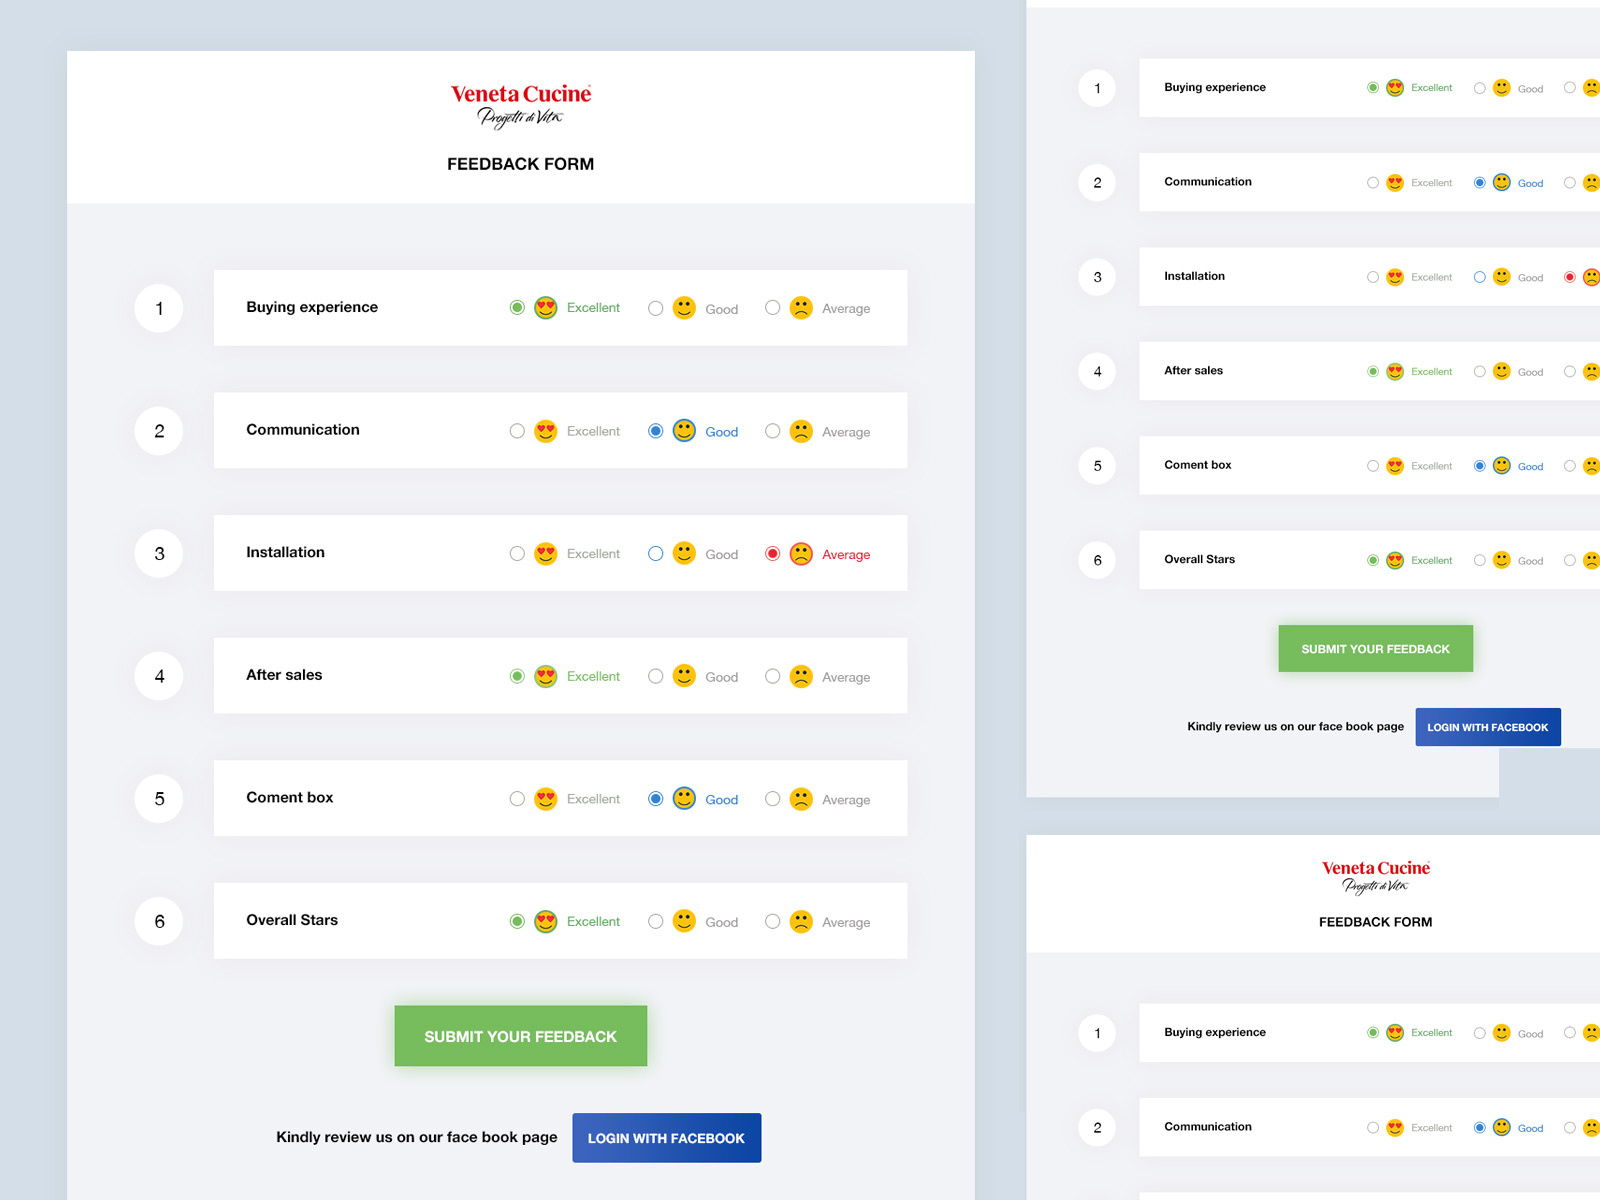 Veneta Cucine
Progetti di Vita
FEEDBACK FORM
1 Buying experience Excellent Good Average
2 Communication Excellent Good Average
3 Installation Excellent Good Average
4 After sales Excellent Good Average
5 Coment box Excellent Good Average
6 Overall Stars Excellent Good Average
SUBMIT YOUR FEEDBACK
Kindly review us on our face book page LOGIN WITH FACEBOOK
1 Buying experience Excellent Good
2 Communication Excellent Good
3 Installation Excellent Good
4 After sales Excellent Good
5 Coment box Excellent Good
6 Overall Stars Excellent Good
SUBMIT YOUR FEEDBACK
Kindly review us on our face book page LOGIN WITH FACEBOOK
Veneta Cucine
Progetti di Vita
FEEDBACK FORM
1 Buying experience Excellent Good
2 Communication Excellent Good